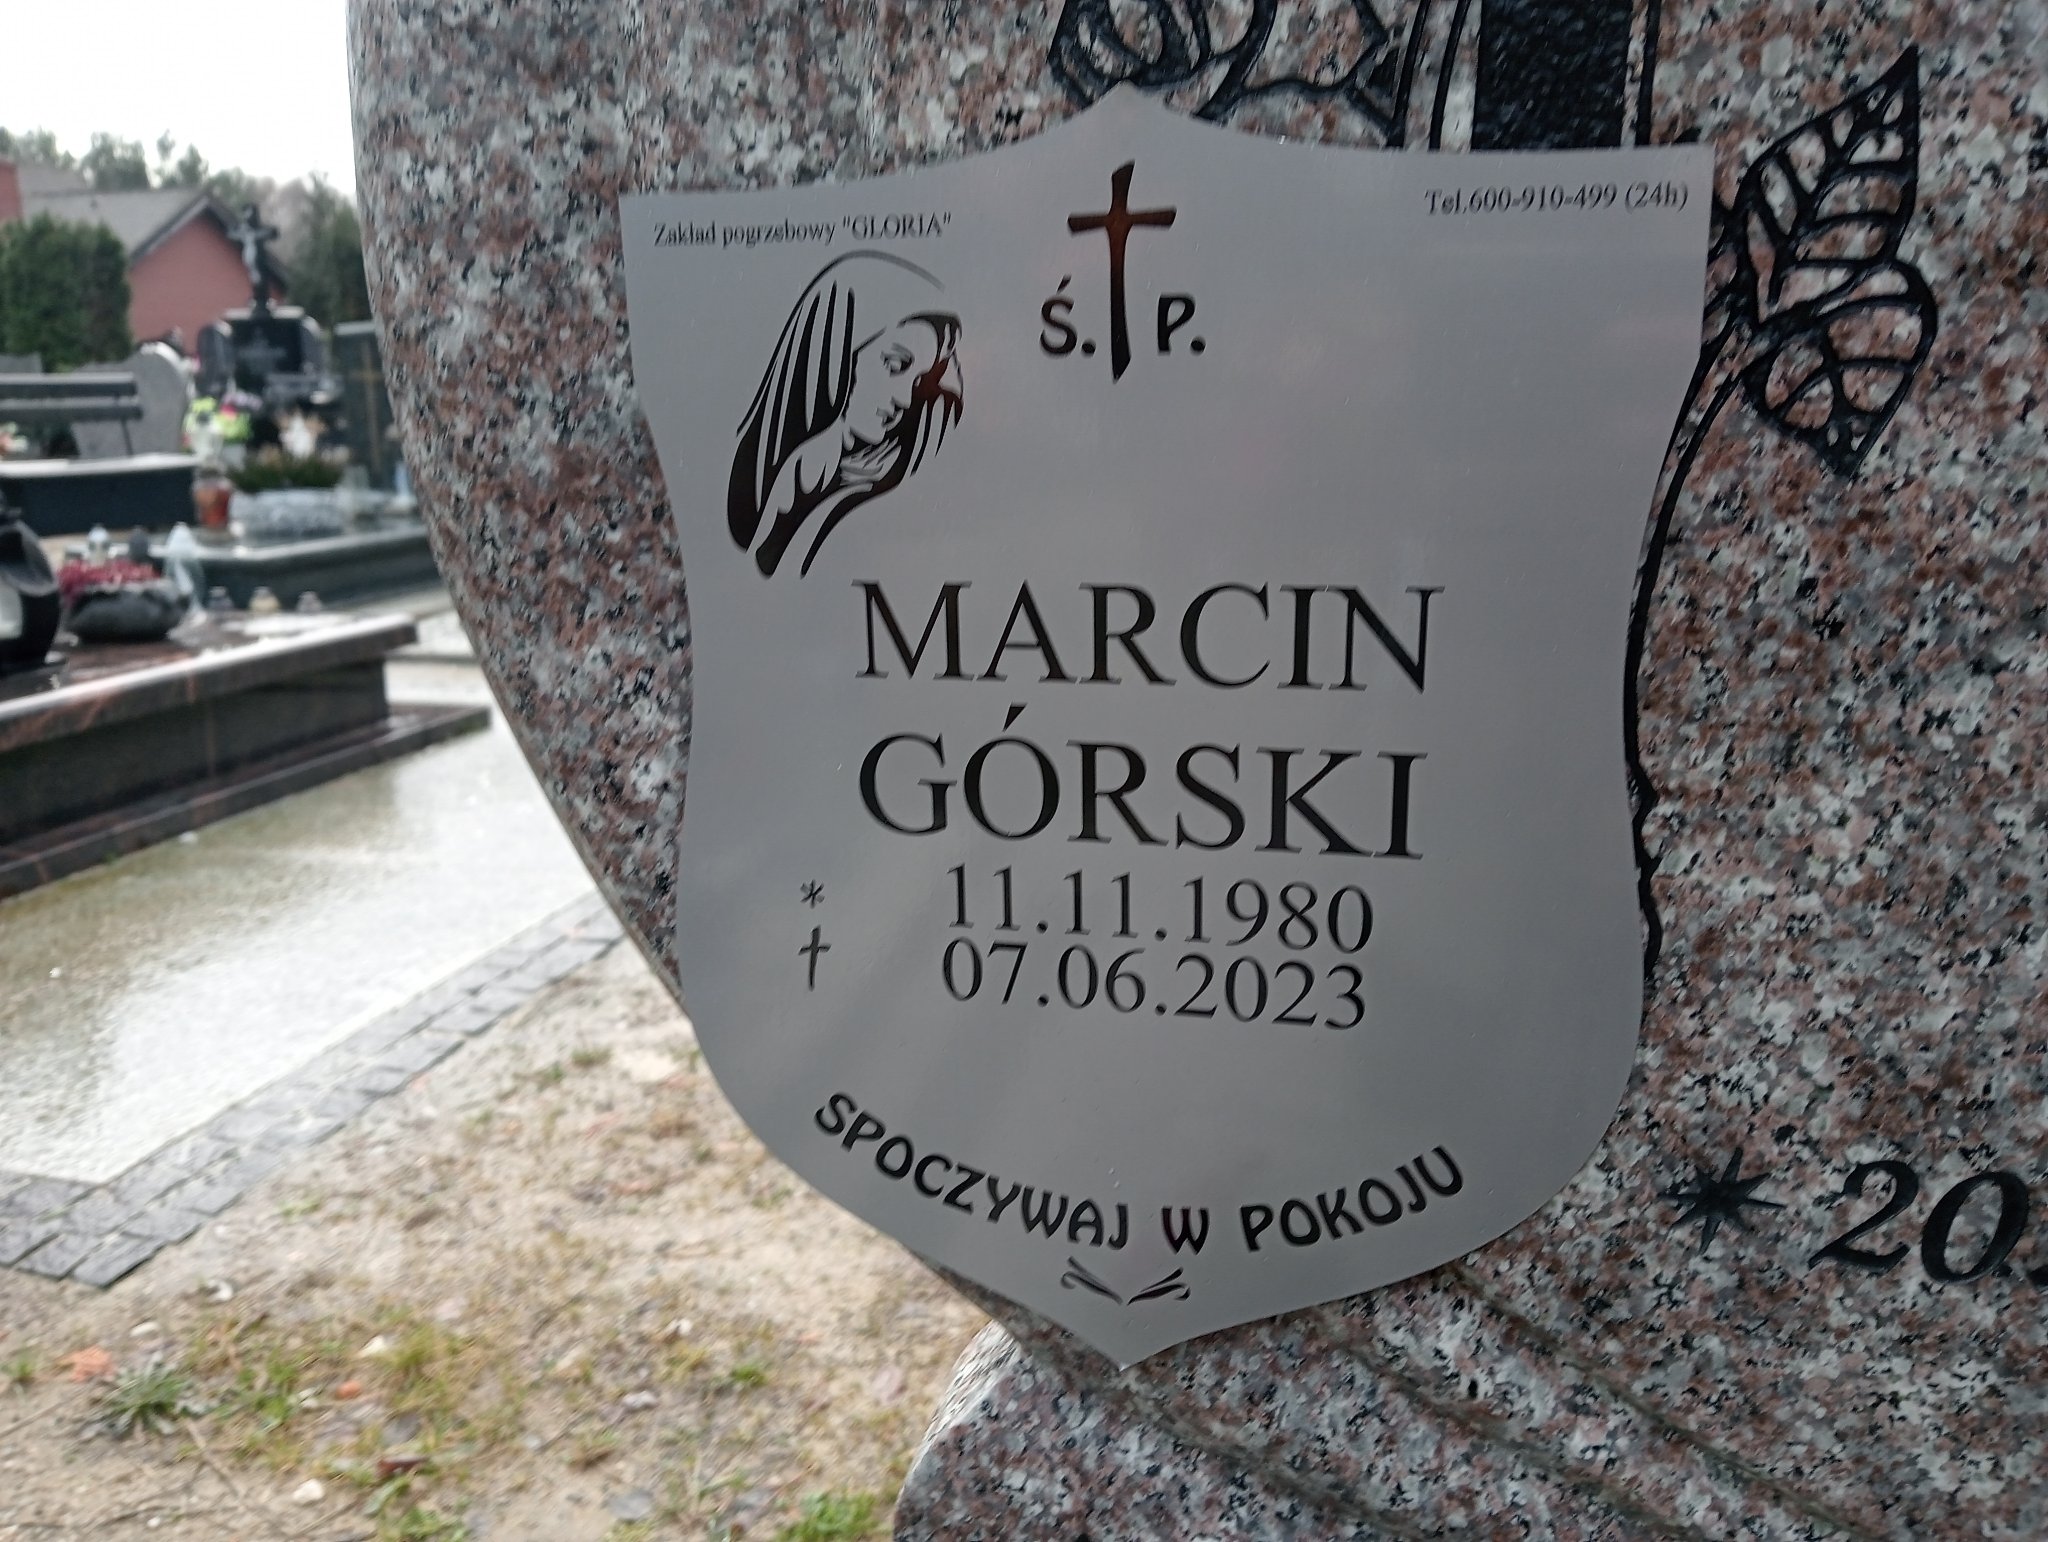 Zakład pogrzebowy "GLORIA"
Tel.600-910-499 (24h)
Ś. P.
MARCIN
GÓRSKI
* 11.11.1980
† 07.06.2023
SPOCZYWAJ W POKOJU
* 20.